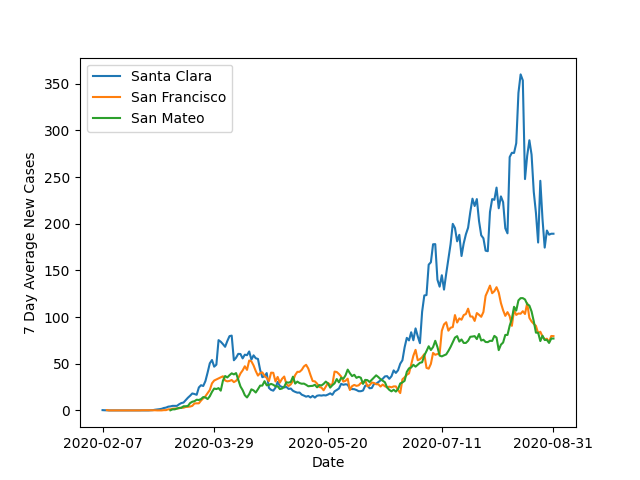 Santa Clara
San Francisco
San Mateo
350
300
250
200
150
100
50
0
7 Day Average New Cases
2020-02-07 2020-03-29 2020-05-20 2020-07-11 2020-08-31
Date